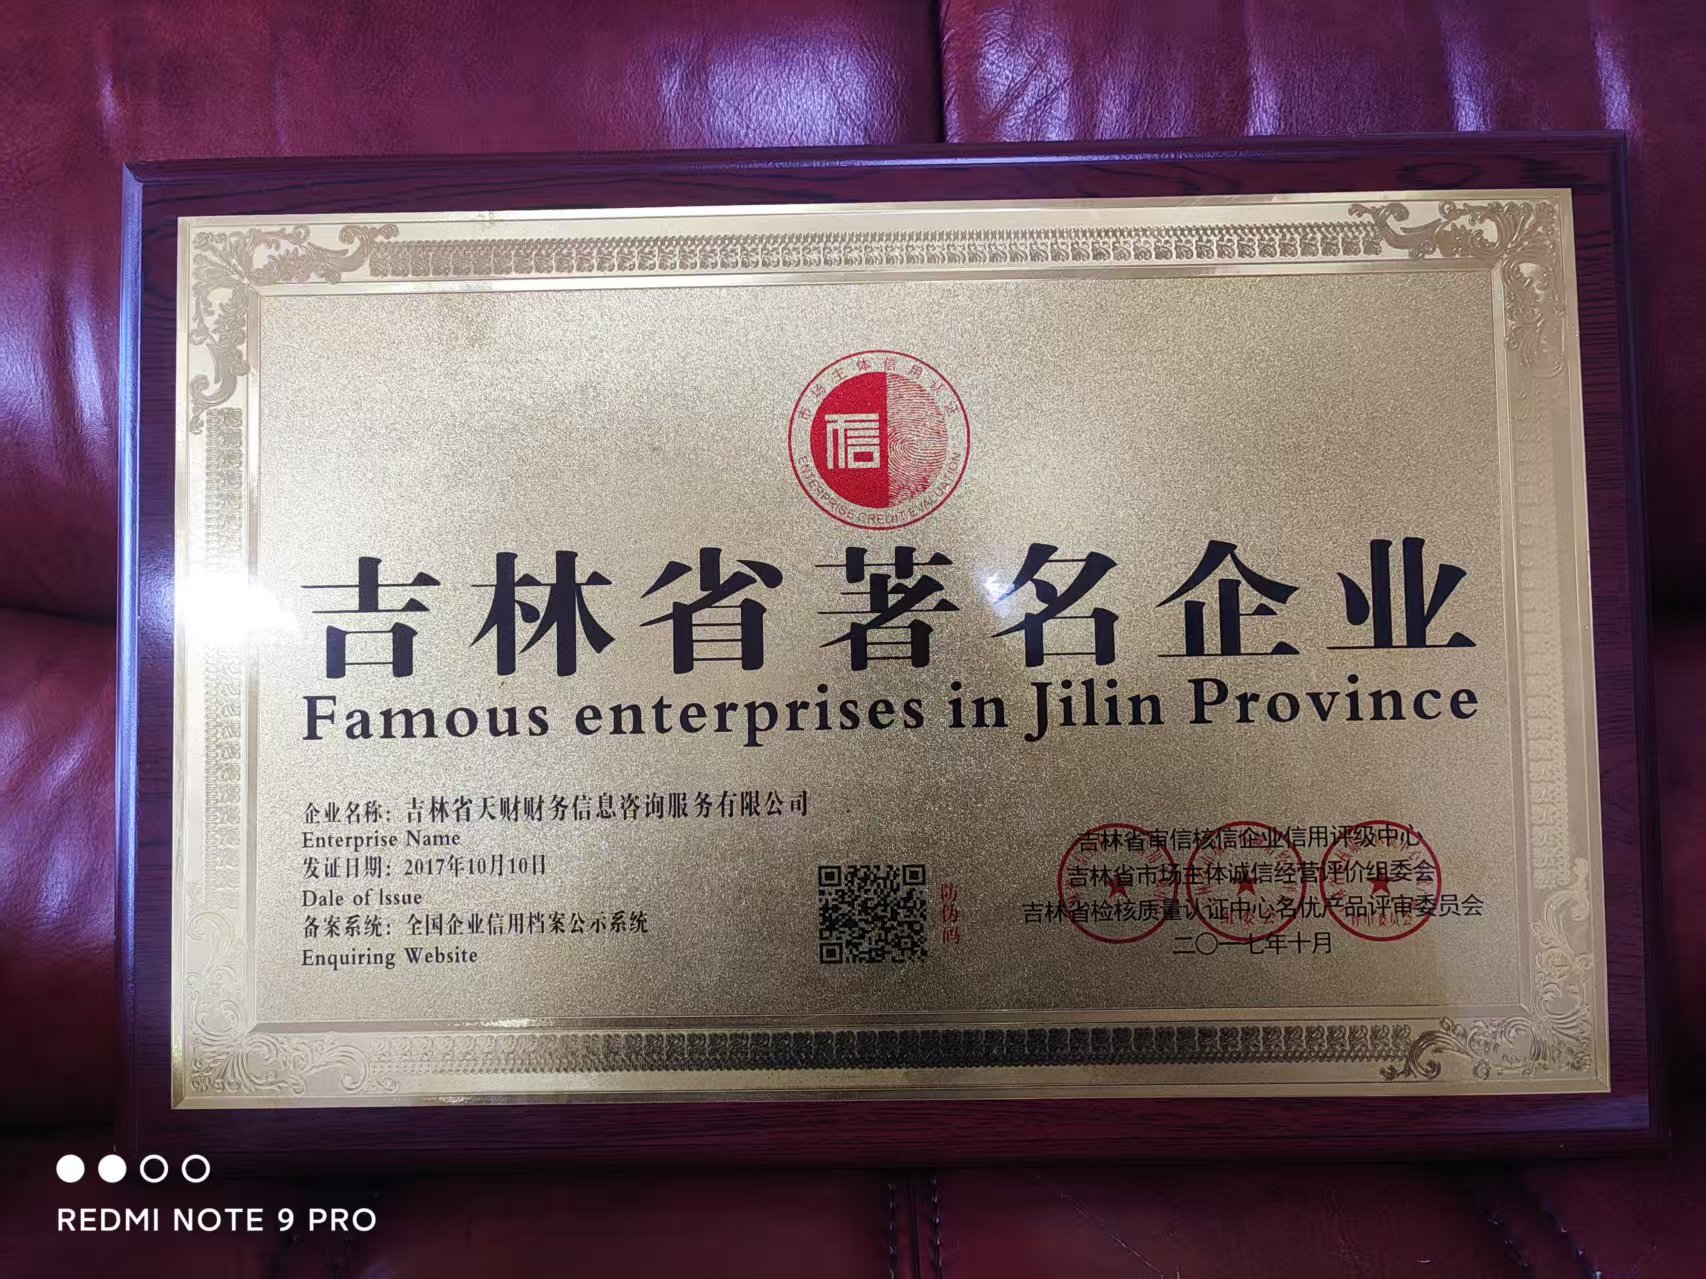 市场主体信用认证
信
ENTERPRISE CREDIT EVACUATION
吉林省著名企业
Famous enterprises in Jilin Province
企业名称：吉林省天财财务信息咨询服务有限公司
Enterprise Name
发证日期：2017年10月10日
Dale of Issue
备案系统：全国企业信用档案公示系统
Enquiring Website
防伪码
吉林省审信核信企业信用评级中心
吉林省市场主体诚信经营评价组委会
吉林省检核质量认证中心名优产品评审委员会
二〇一七年十月
REDMI NOTE 9 PRO